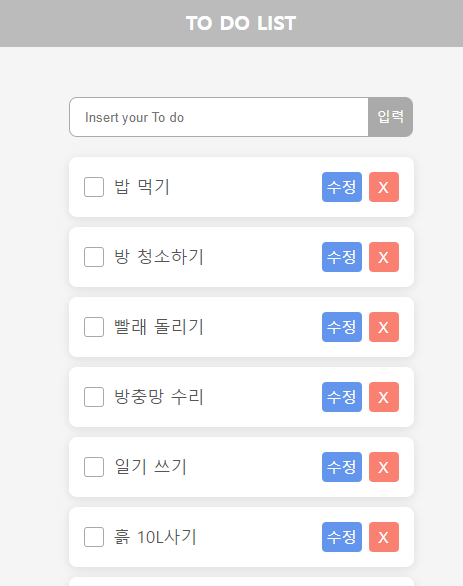 TO DO LIST
Insert your To do 입력
밥 먹기 수정 X
방 청소하기 수정 X
빨래 돌리기 수정 X
방충망 수리 수정 X
일기 쓰기 수정 X
흙 10L사기 수정 X